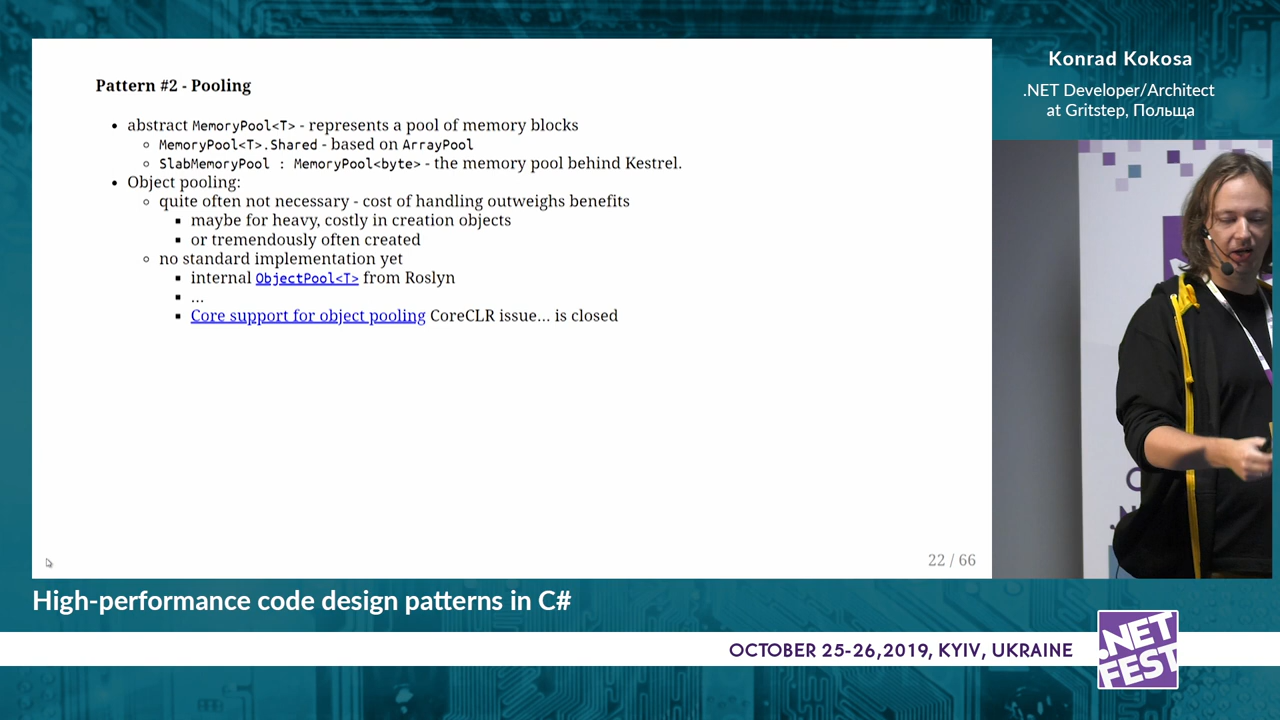 Pattern #2 - Pooling
• abstract MemoryPool<T> - represents a pool of memory blocks
◦ MemoryPool<T>.Shared - based on ArrayPool
◦ SlabMemoryPool : MemoryPool<byte> - the memory pool behind Kestrel.
• Object pooling:
◦ quite often not necessary - cost of handling outweighs benefits
▪ maybe for heavy, costly in creation objects
▪ or tremendously often created
◦ no standard implementation yet
▪ internal ObjectPool<T> from Roslyn
▪ ...
▪ Core support for object pooling CoreCLR issue... is closed
22 / 66
Konrad Kokosa
.NET Developer/Architect
at Gritstep, Польща
High-performance code design patterns in C#
OCTOBER 25-26,2019, KYIV, UKRAINE
.NET
FEST